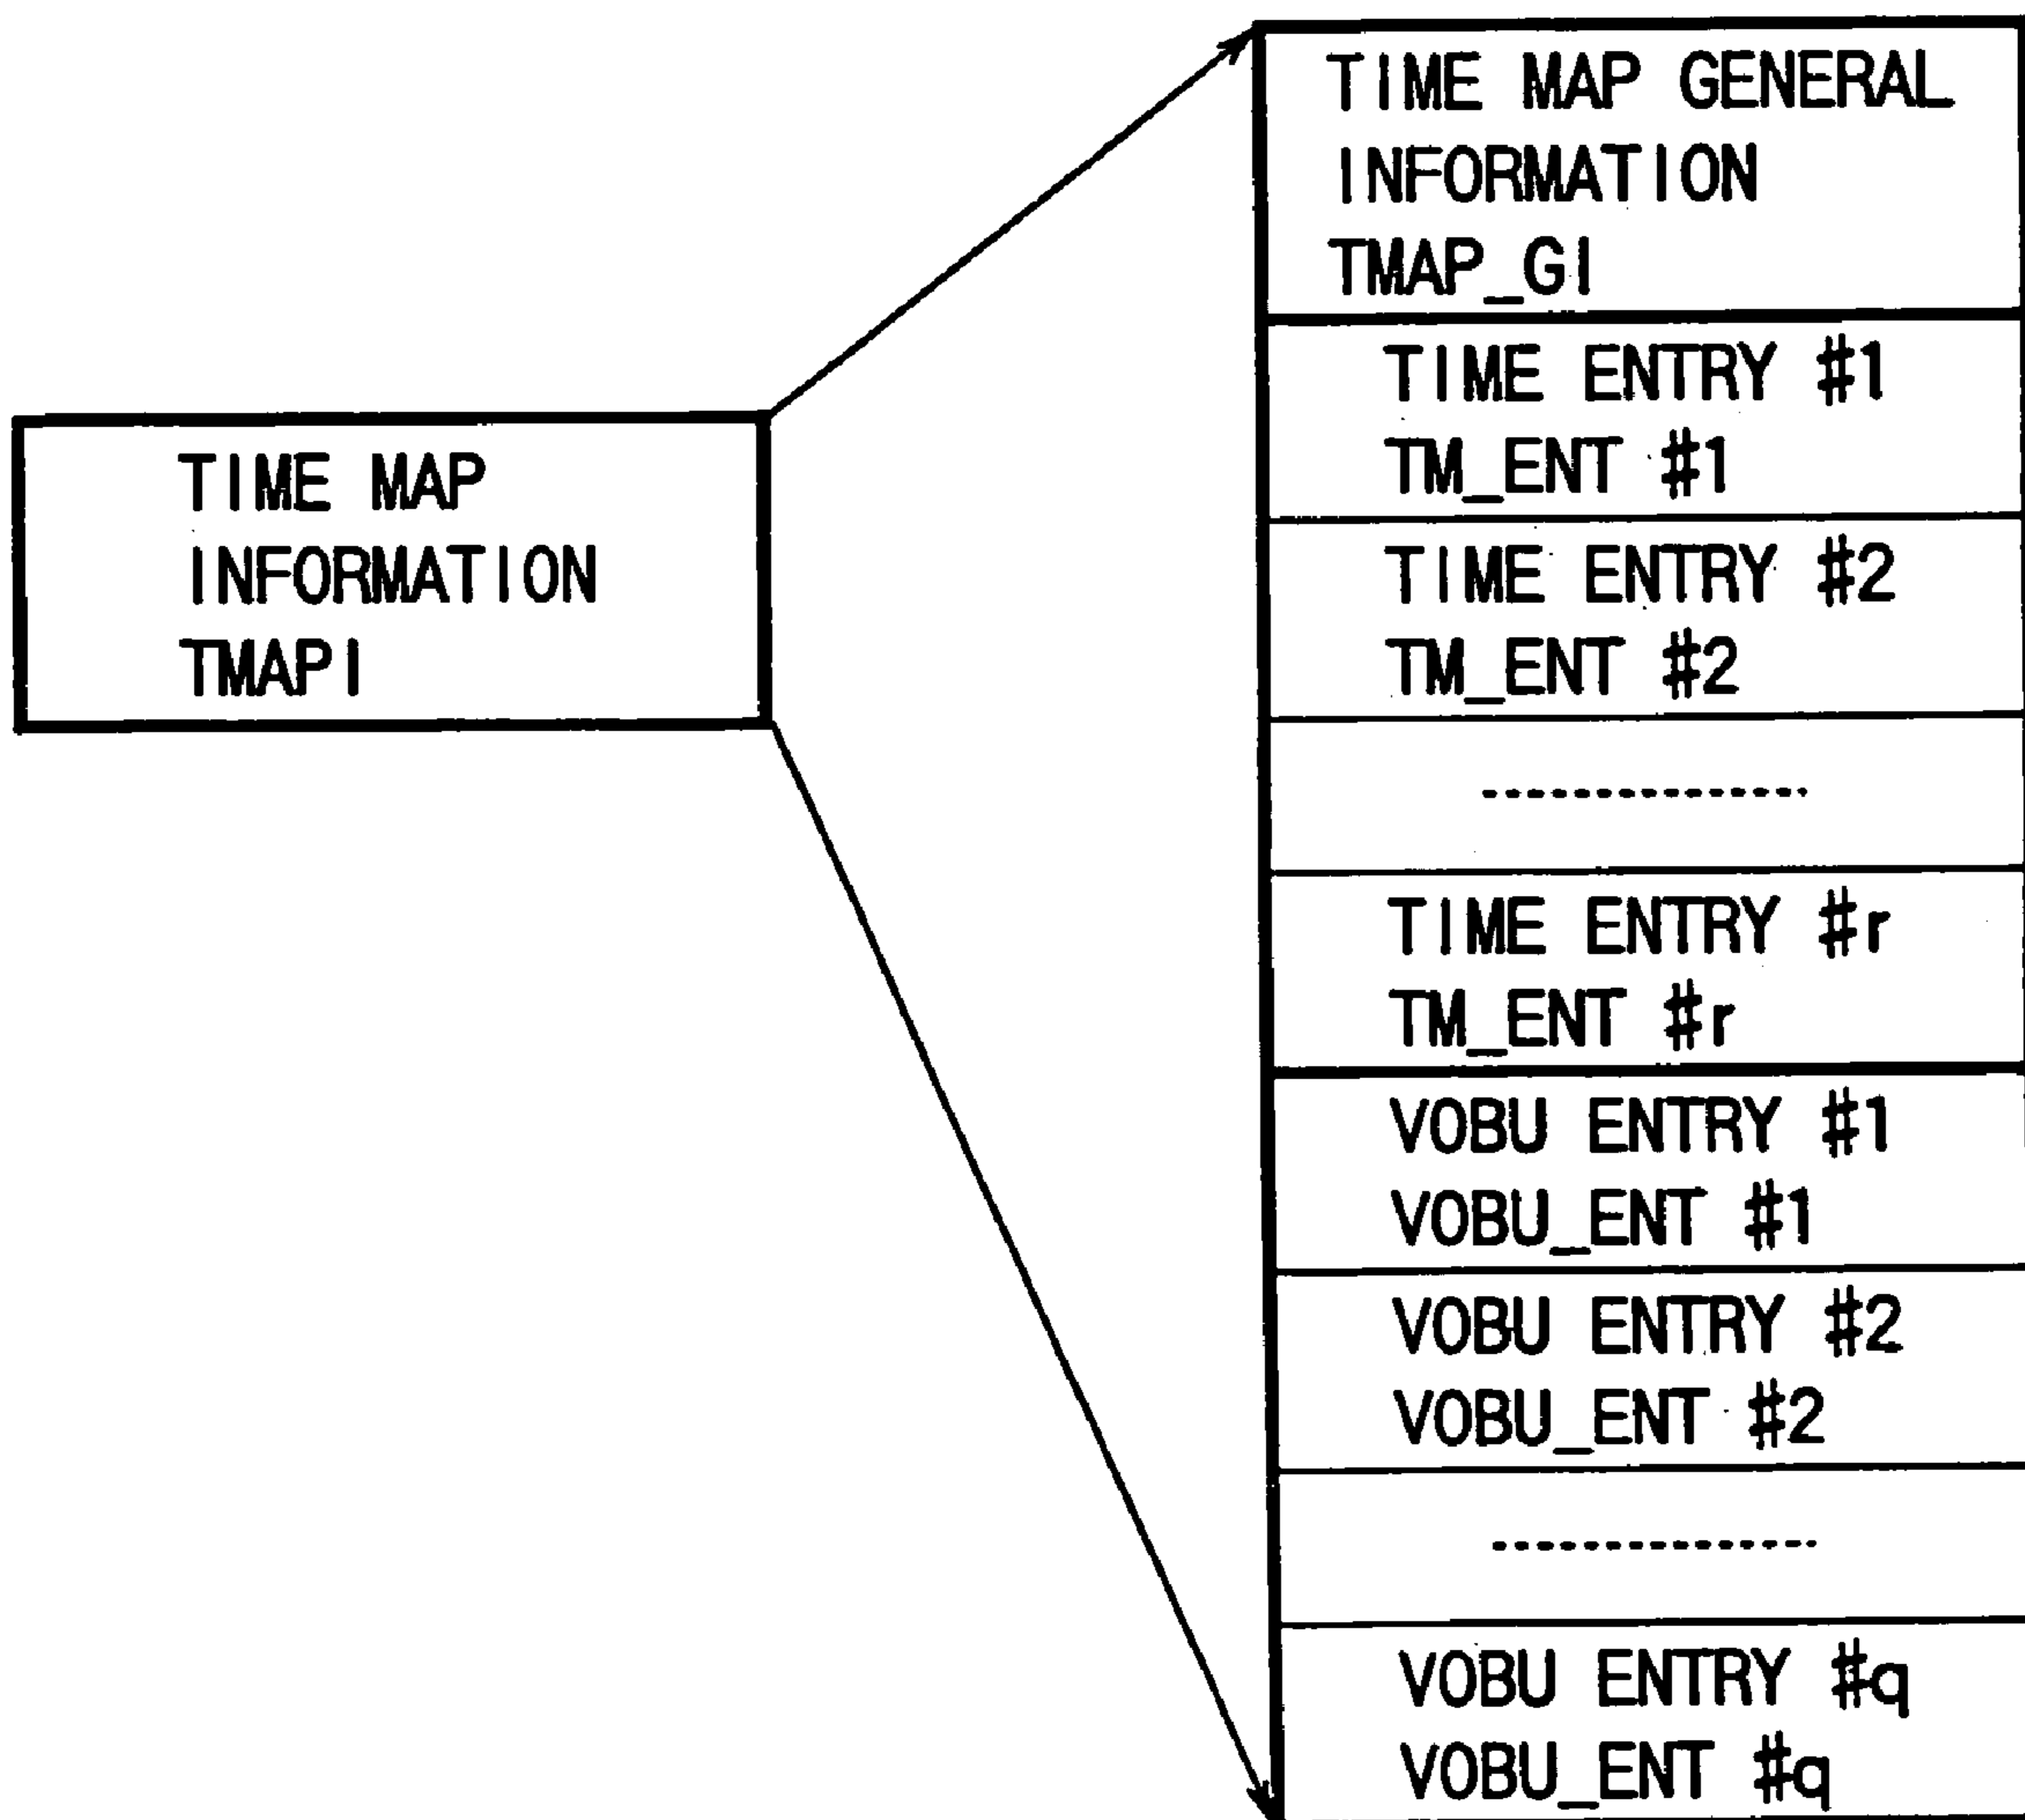 TIME MAP
INFORMATION
TMAPI
TIME MAP GENERAL
INFORMATION
TMAP_GI
TIME ENTRY #1
TM_ENT #1
TIME ENTRY #2
TM_ENT #2
TIME ENTRY #r
TM_ENT #r
VOBU ENTRY #1
VOBU_ENT #1
VOBU ENTRY #2
VOBU_ENT #2
VOBU ENTRY #q
VOBU_ENT #q